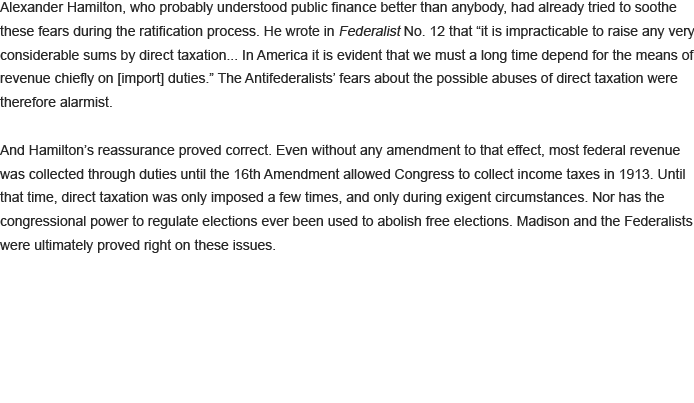 Alexander Hamilton, who probably understood public finance better than anybody, had already tried to soothe
these fears during the ratification process. He wrote in Federalist No. 12 that “it is impracticable to raise any very
considerable sums by direct taxation... In America it is evident that we must a long time depend for the means of
revenue chiefly on [import] duties.” The Antifederalists’ fears about the possible abuses of direct taxation were
therefore alarmist.

And Hamilton’s reassurance proved correct. Even without any amendment to that effect, most federal revenue
was collected through duties until the 16th Amendment allowed Congress to collect income taxes in 1913. Until
that time, direct taxation was only imposed a few times, and only during exigent circumstances. Nor has the
congressional power to regulate elections ever been used to abolish free elections. Madison and the Federalists
were ultimately proved right on these issues.